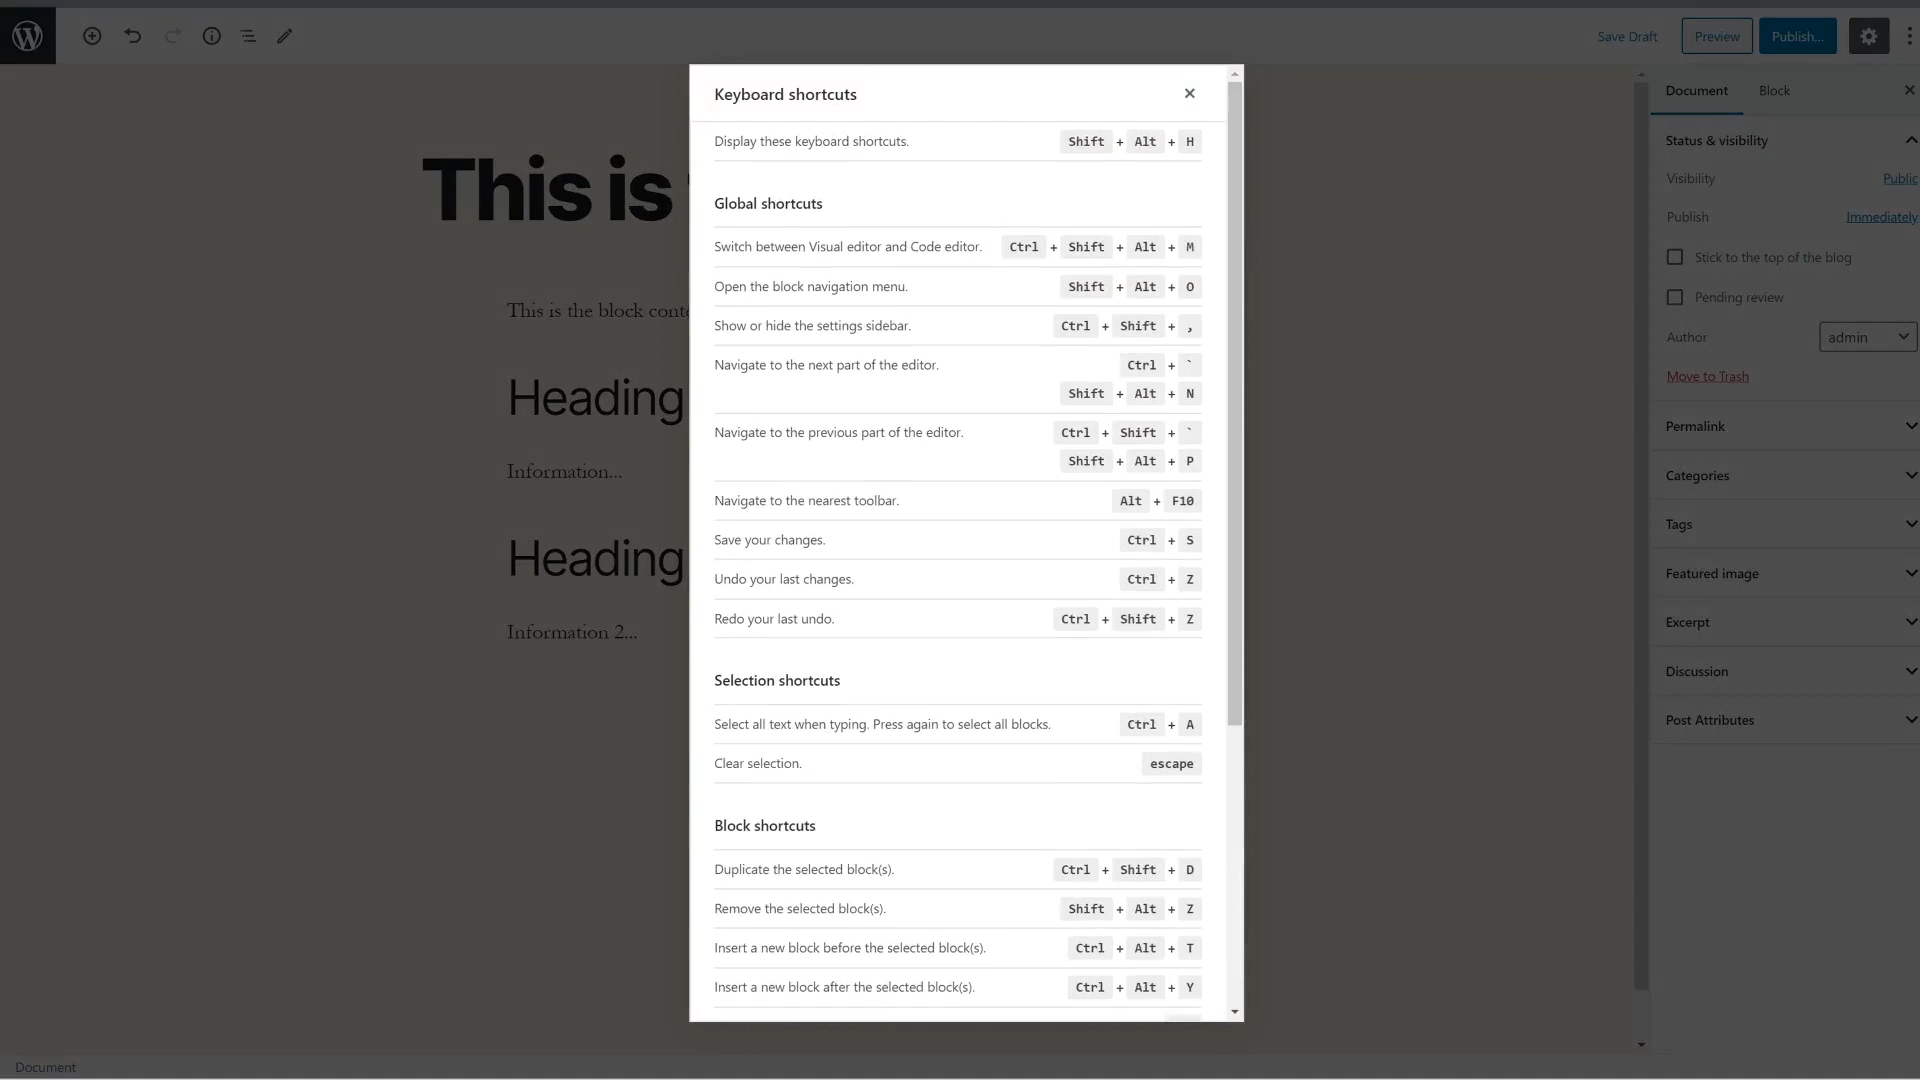 Save Draft Preview Publish...
Keyboard shortcuts
Display these keyboard shortcuts. Shift + Alt + H
Global shortcuts
Switch between Visual editor and Code editor. Ctrl + Shift + Alt + M
Open the block navigation menu. Shift + Alt + O
Show or hide the settings sidebar. Ctrl + Shift + ,
Navigate to the next part of the editor. Ctrl + `
Shift + Alt + N
Navigate to the previous part of the editor. Ctrl + Shift + `
Shift + Alt + P
Navigate to the nearest toolbar. Alt + F10
Save your changes. Ctrl + S
Undo your last changes. Ctrl + Z
Redo your last undo. Ctrl + Shift + Z
Selection shortcuts
Select all text when typing. Press again to select all blocks. Ctrl + A
Clear selection. escape
Block shortcuts
Duplicate the selected block(s). Ctrl + Shift + D
Remove the selected block(s). Shift + Alt + Z
Insert a new block before the selected block(s). Ctrl + Alt + T
Insert a new block after the selected block(s). Ctrl + Alt + Y
This is
This is the block
Heading
Information...
Heading
Information 2...
Document Block
Status & visibility
Visibility Public
Publish Immediately
Stick to the top of the blog
Pending review
Author admin
Move to Trash
Permalink
Categories
Tags
Featured image
Excerpt
Discussion
Post Attributes
Document